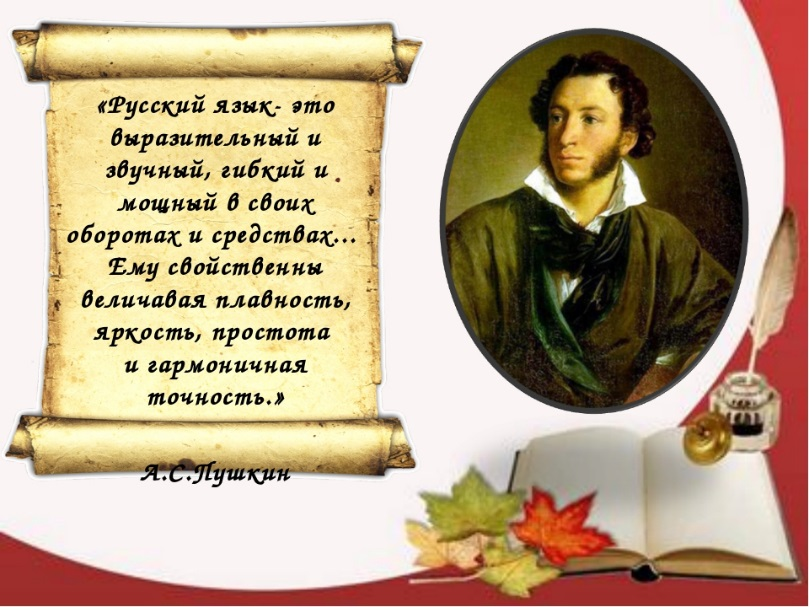 «Русский язык- это
выразительный и
звучный, гибкий и
мощный в своих
оборотах и средствах…
Ему свойственны
величавая плавность,
яркость, простота
и гармоничная
точность.»
А.С.Пушкин